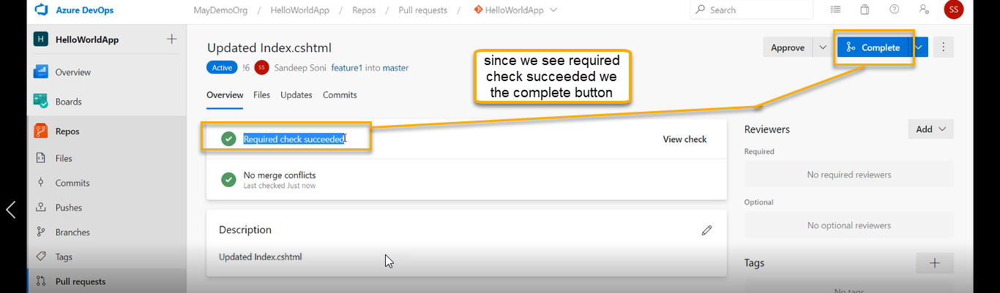 Azure DevOps
MayDemoOrg / HelloWorldApp / Repos / Pull requests / HelloWorldApp
Search
SS
H HelloWorldApp
Overview
Boards
Repos
Files
Commits
Pushes
Branches
Tags
Pull requests
Updated Index.cshtml
Active !6 SS Sandeep Soni feature1 into master
Overview Files Updates Commits
since we see required
check succeeded we
the complete button
Approve
Complete
Required check succeeded
View check
No merge conflicts
Last checked Just now
Description
Updated Index.cshtml
Reviewers
Add
Required
No required reviewers
Optional
No optional reviewers
Tags
No tags